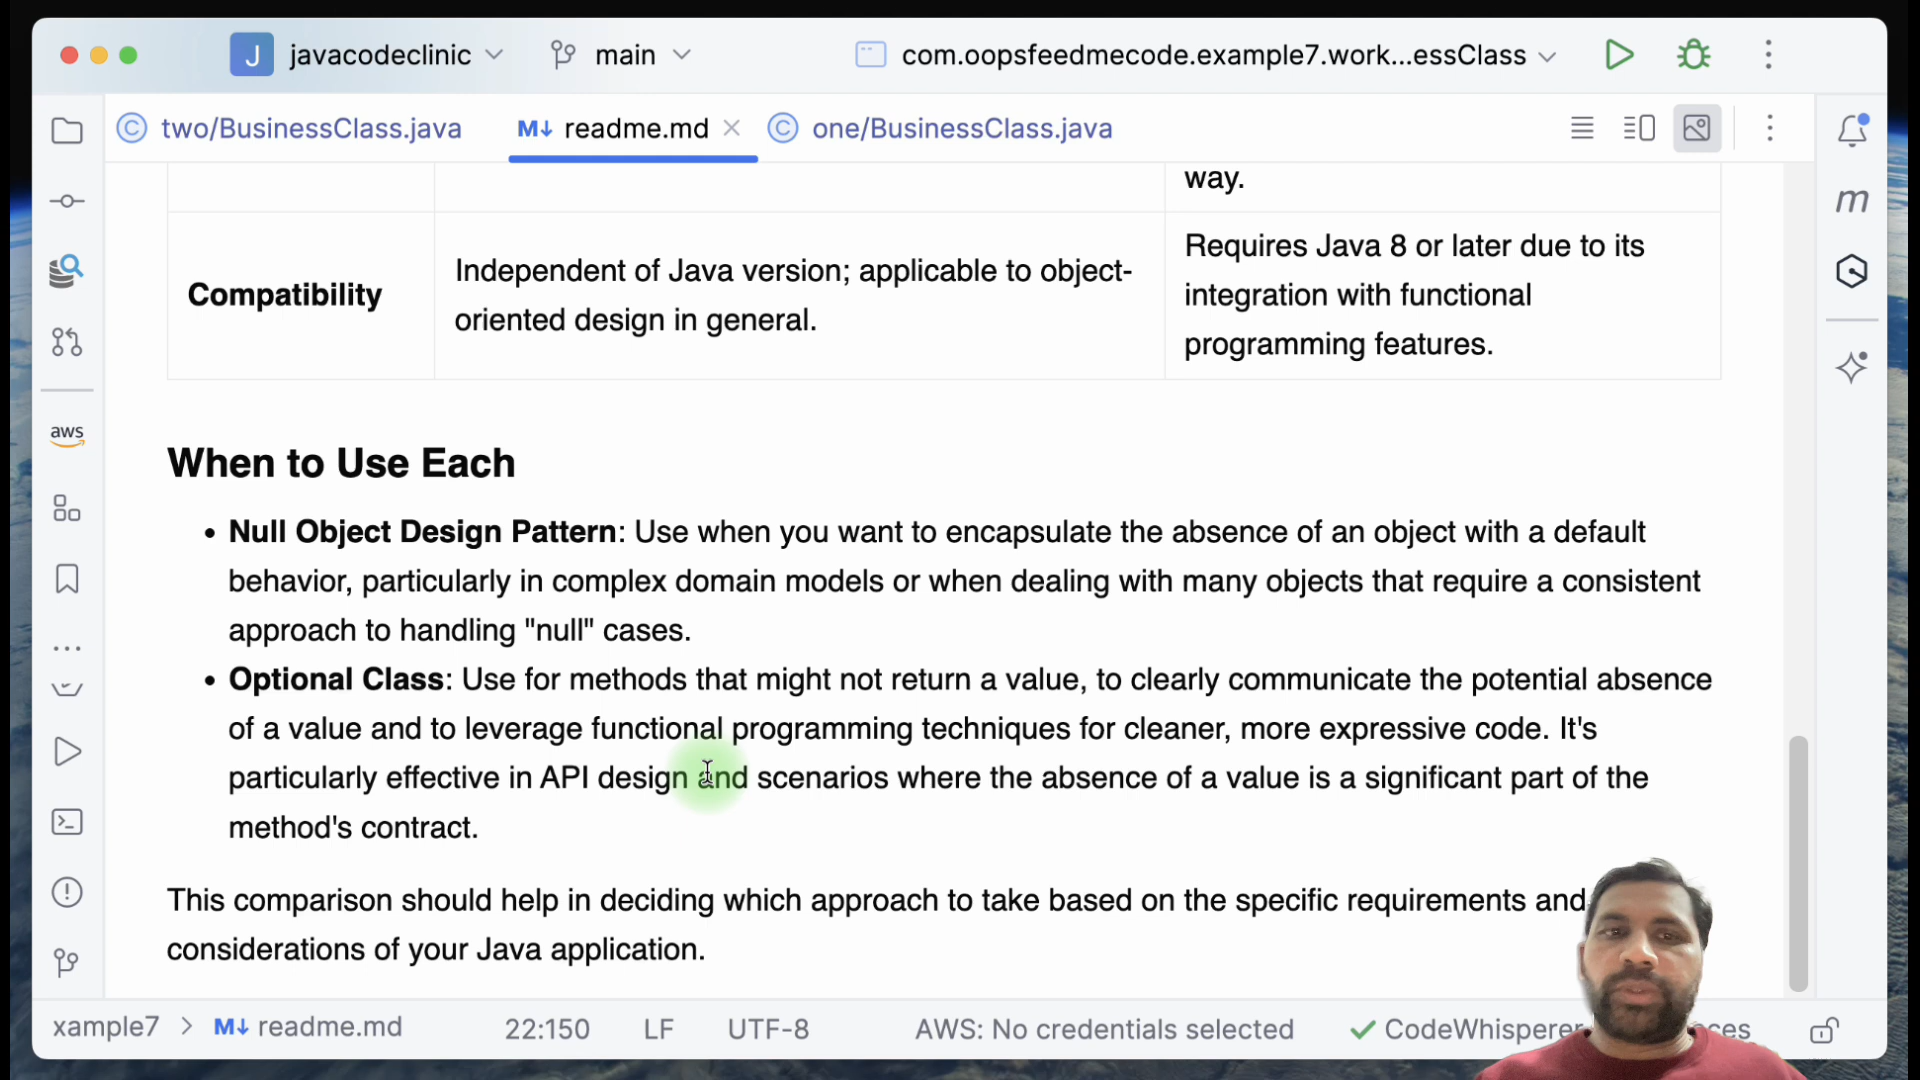 J javacodeclinic main com.oopsfeedmecode.example7.work...essClass
two/BusinessClass.java M↓ readme.md one/BusinessClass.java
way.
Compatibility
Independent of Java version; applicable to object-
oriented design in general.
Requires Java 8 or later due to its
integration with functional
programming features.
m
aws
When to Use Each
• Null Object Design Pattern: Use when you want to encapsulate the absence of an object with a default
behavior, particularly in complex domain models or when dealing with many objects that require a consistent
approach to handling "null" cases.
• Optional Class: Use for methods that might not return a value, to clearly communicate the potential absence
of a value and to leverage functional programming techniques for cleaner, more expressive code. It's
particularly effective in API design and scenarios where the absence of a value is a significant part of the
method's contract.
This comparison should help in deciding which approach to take based on the specific requirements and
considerations of your Java application.
xample7 > M↓ readme.md 22:150 LF UTF-8 AWS: No credentials selected CodeWhisperer